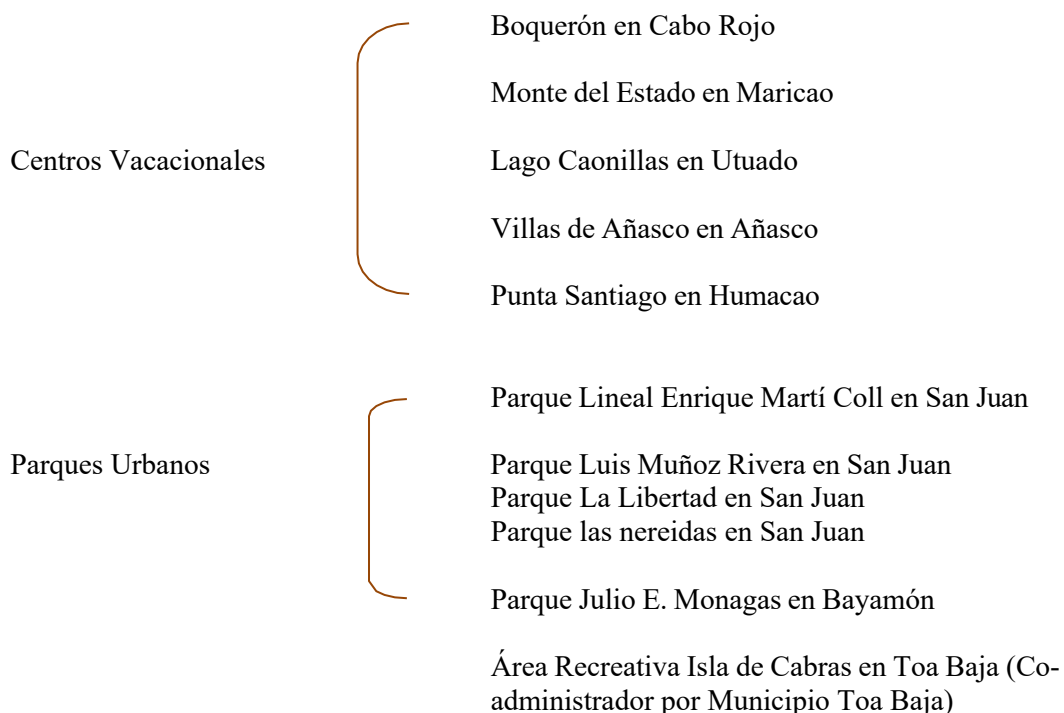 Boquerón en Cabo Rojo
Monte del Estado en Maricao
Centros Vacacionales
Lago Caonillas en Utuado
Villas de Añasco en Añasco
Punta Santiago en Humacao
Parque Lineal Enrique Martí Coll en San Juan
Parques Urbanos
Parque Luis Muñoz Rivera en San Juan
Parque La Libertad en San Juan
Parque las nereidas en San Juan
Parque Julio E. Monagas en Bayamón
Área Recreativa Isla de Cabras en Toa Baja (Co-
administrador por Municipio Toa Baja)